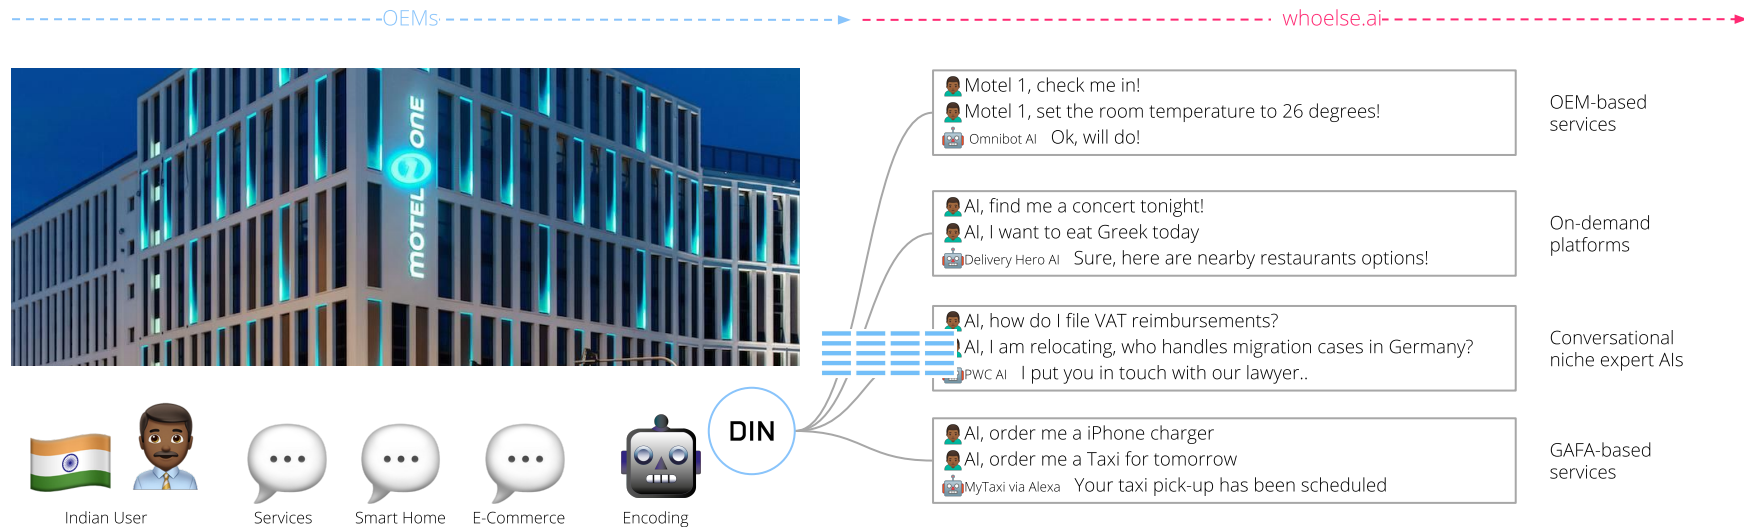 OEMs
whoelse.ai
MOTEL ONE
Motel 1, check me in!
Motel 1, set the room temperature to 26 degrees!
Omnibot AI Ok, will do!
OEM-based
services
AI, find me a concert tonight!
AI, I want to eat Greek today
Delivery Hero AI Sure, here are nearby restaurants options!
On-demand
platforms
AI, how do I file VAT reimbursements?
AI, I am relocating, who handles migration cases in Germany?
PWC AI I put you in touch with our lawyer..
Conversational
niche expert AIs
DIN
AI, order me a iPhone charger
AI, order me a Taxi for tomorrow
MyTaxi via Alexa Your taxi pick-up has been scheduled
GAFA-based
services
Indian User
Services
Smart Home
E-Commerce
Encoding